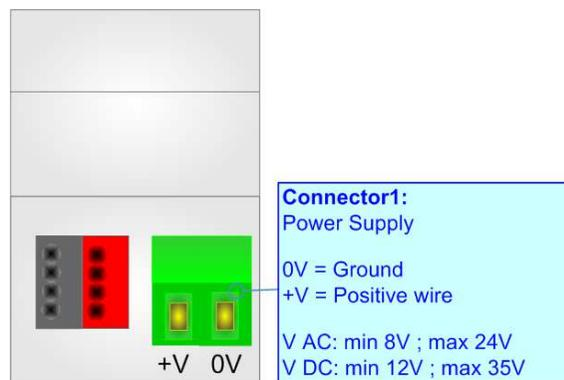 Connector1:
Power Supply
0V = Ground
+V = Positive wire
V AC: min 8V ; max 24V
V DC: min 12V ; max 35V
+V 0V